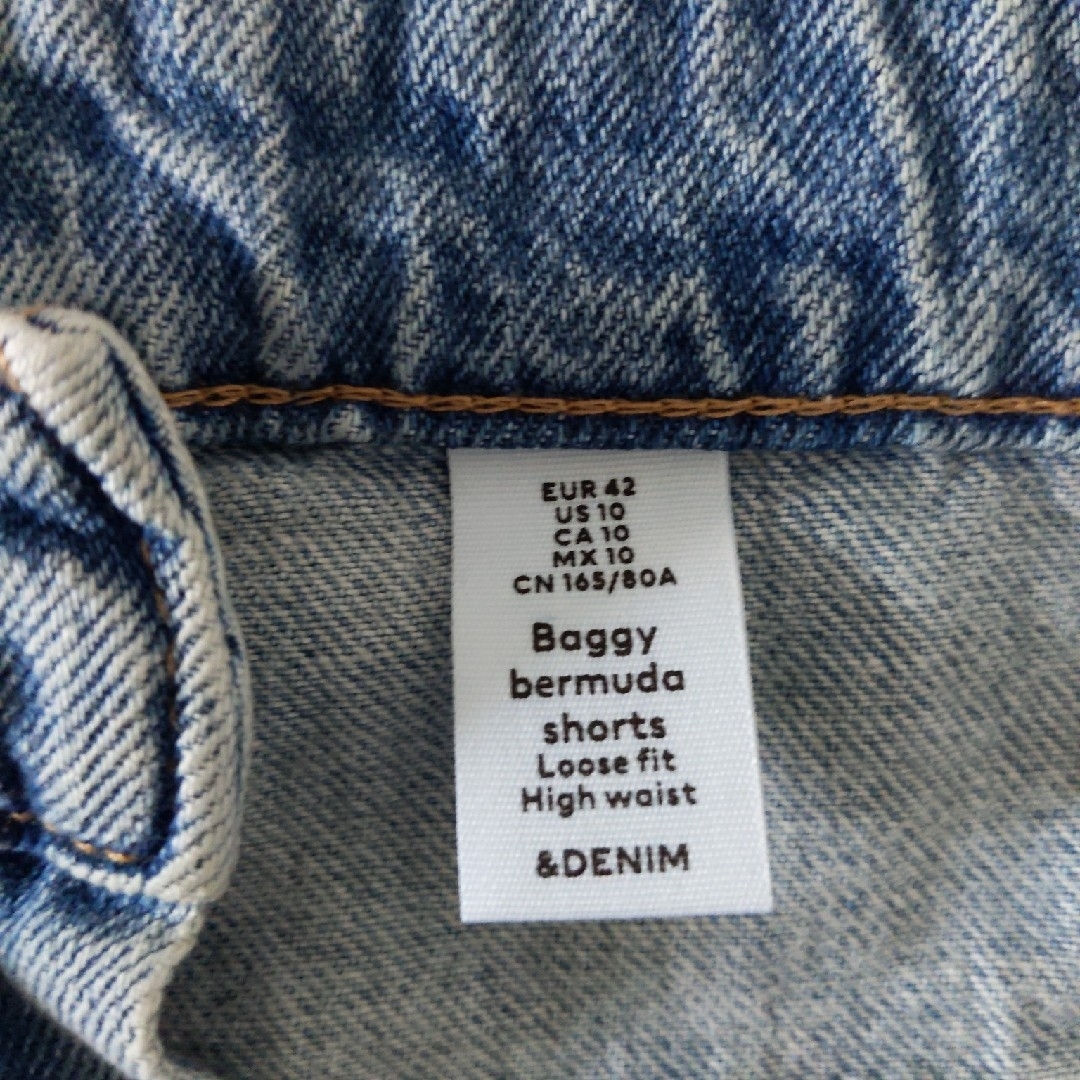 EUR 42
US 10
CA 10
MX 10
CN 165/80A
Baggy
bermuda
shorts
Loose fit
High waist
&DENIM